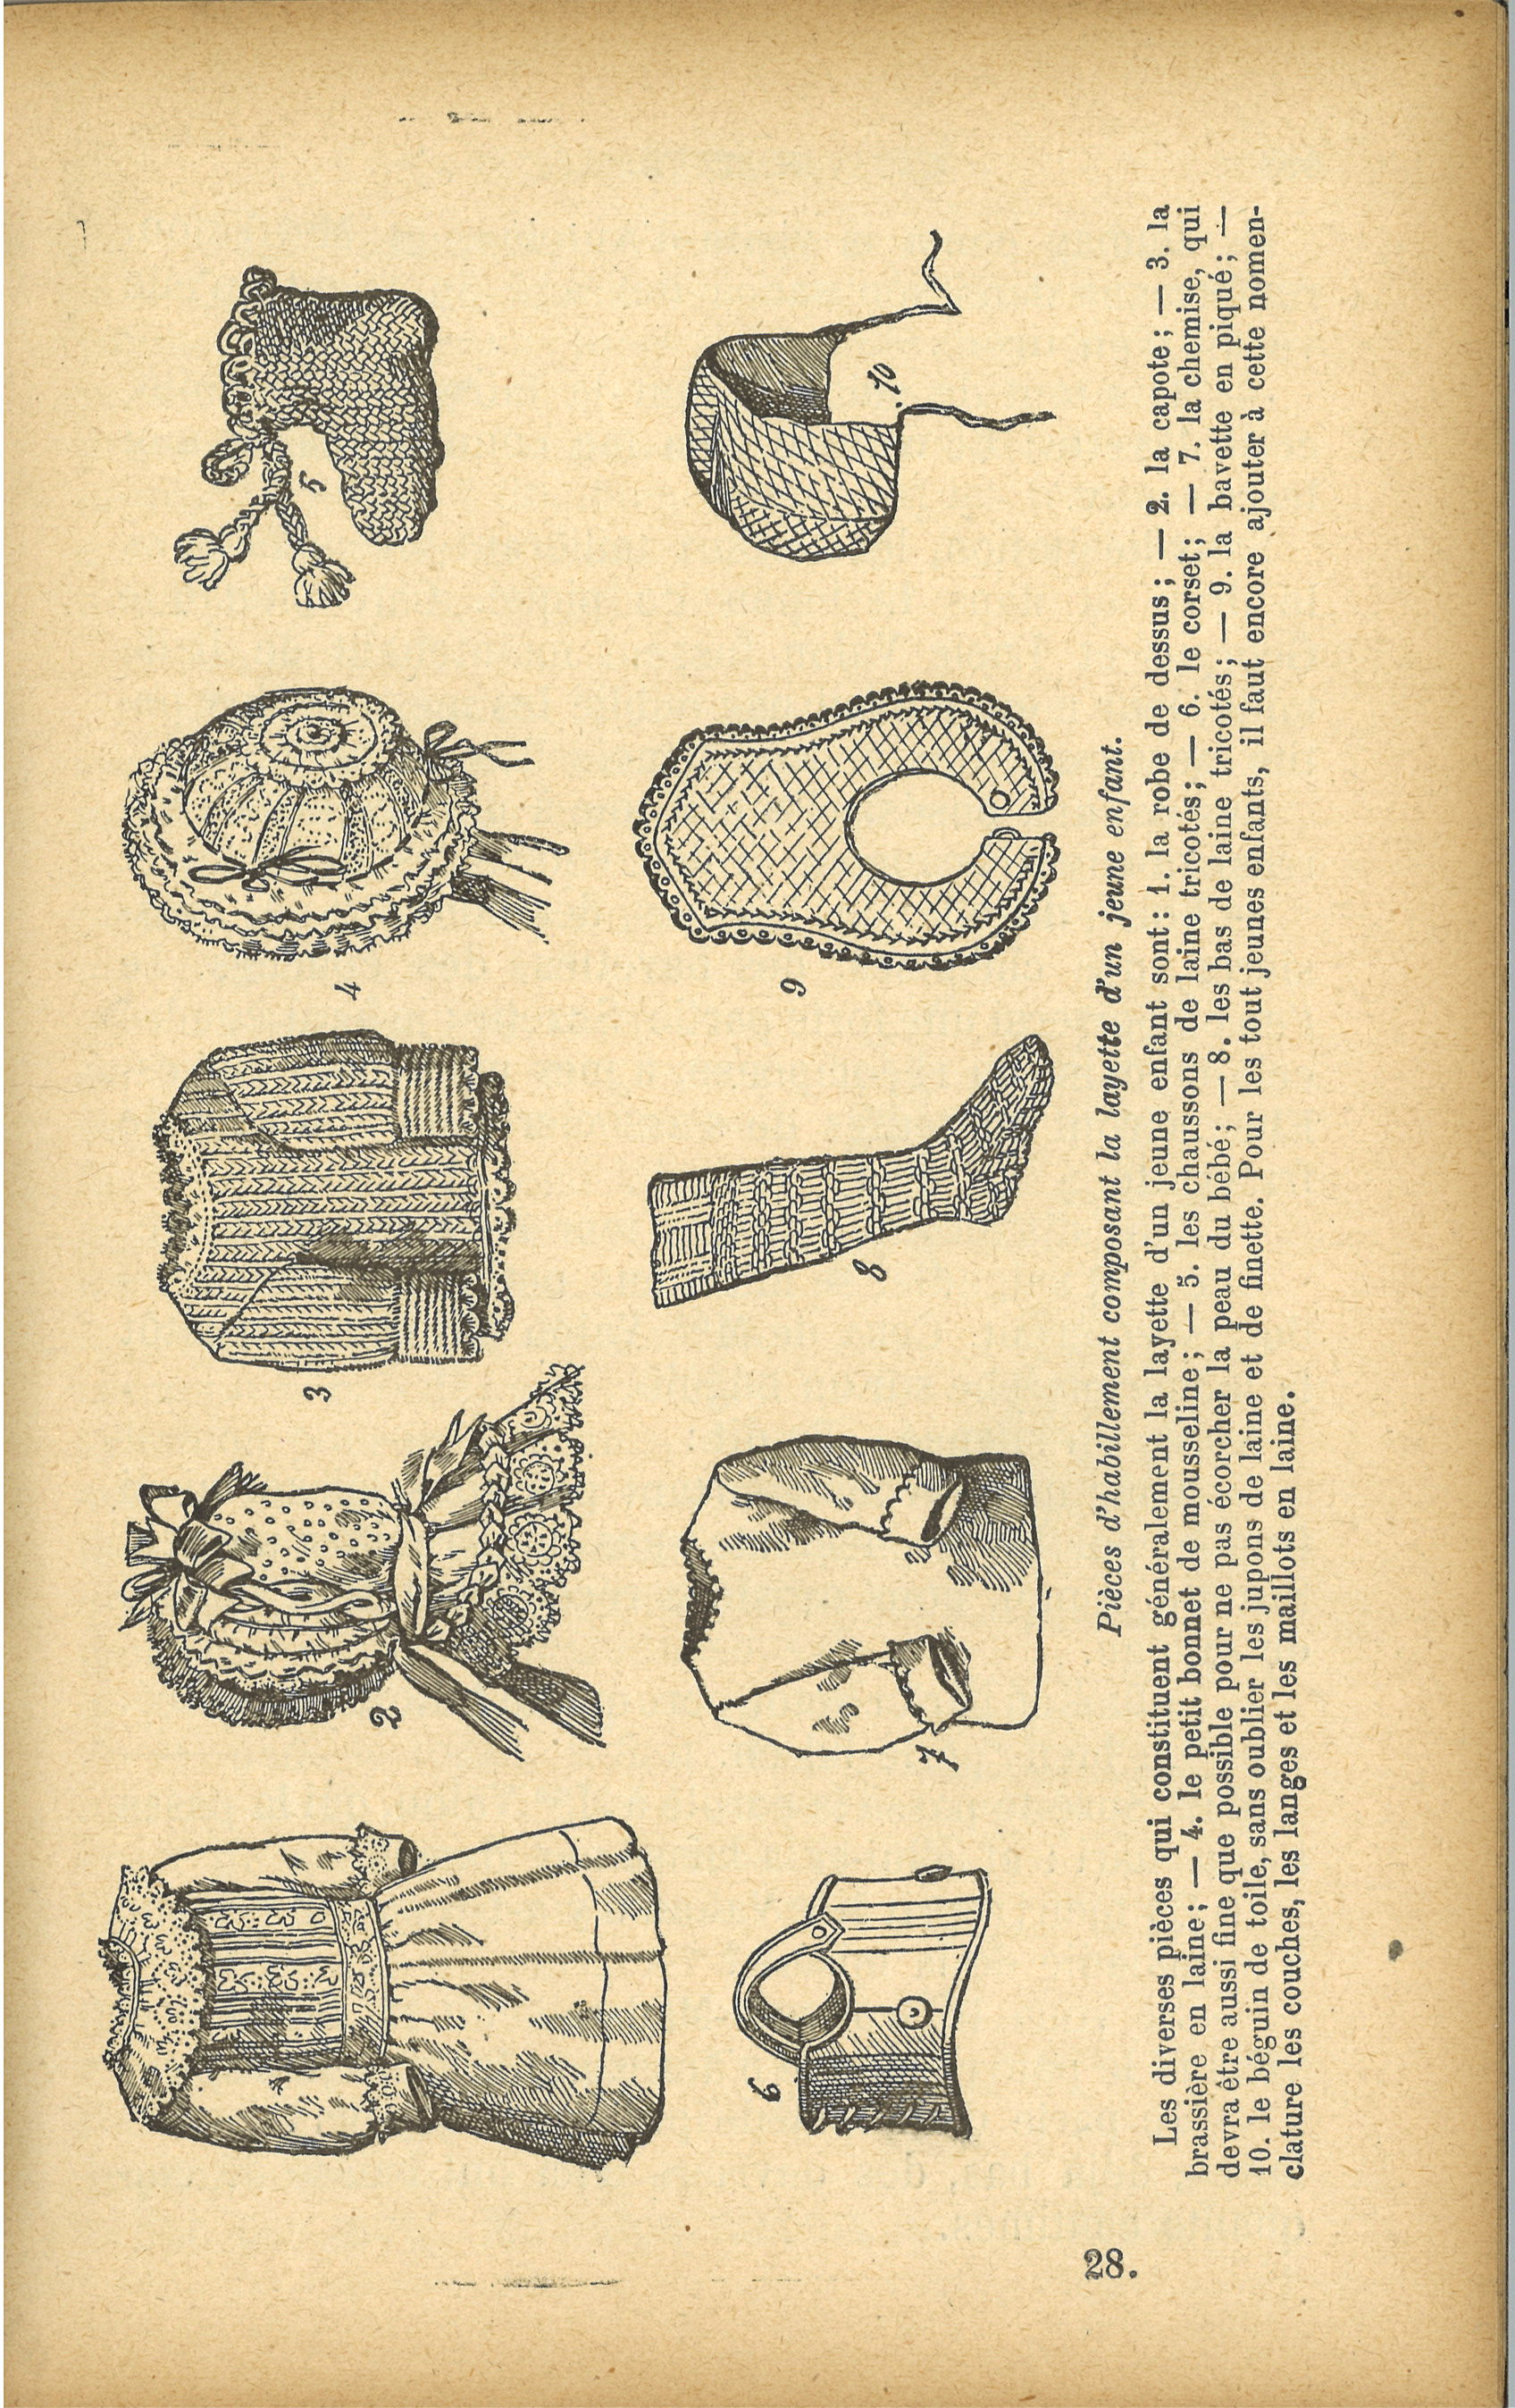 5
4
3
2
10
9
8
7
6
Pièces d'habillement composant la layette d'un jeune enfant.
Les diverses pièces qui constituent généralement la layette d'un jeune enfant sont: 1. la robe de dessus; — 2. la capote; — 3. la
brassière en laine; — 4. le petit bonnet de mousseline; — 5. les chaussons de laine tricotés; — 6. le corset; — 7. la chemise, qui
devra être aussi fine que possible pour ne pas écorcher la peau du bébé; — 8. les bas de laine tricotés; — 9. la bavette en piqué; —
10. le béguin de toile, sans oublier les jupons de laine et de finette. Pour les tout jeunes enfants, il faut encore ajouter à cette nomen-
clature les couches, les langes et les maillots en laine.
28.